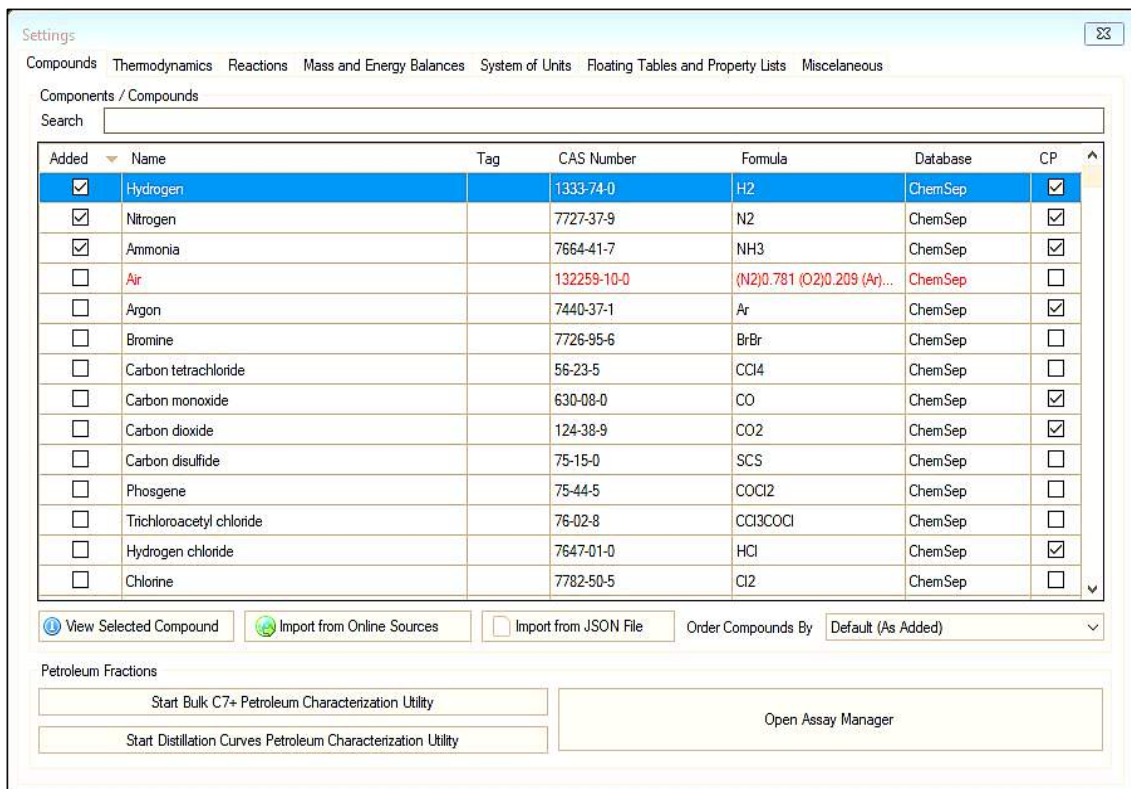 Settings
Compounds Thermodynamics Reactions Mass and Energy Balances System of Units Floating Tables and Property Lists Miscelaneous
Components / Compounds
Search
Added Name Tag CAS Number Formula Database CP
Hydrogen 1333-74-0 H2 ChemSep
Nitrogen 7727-37-9 N2 ChemSep
Ammonia 7664-41-7 NH3 ChemSep
Air 132259-10-0 (N2)0.781 (O2)0.209 (Ar)... ChemSep
Argon 7440-37-1 Ar ChemSep
Bromine 7726-95-6 BrBr ChemSep
Carbon tetrachloride 56-23-5 CCl4 ChemSep
Carbon monoxide 630-08-0 CO ChemSep
Carbon dioxide 124-38-9 CO2 ChemSep
Carbon disulfide 75-15-0 SCS ChemSep
Phosgene 75-44-5 COCl2 ChemSep
Trichloroacetyl chloride 76-02-8 CCl3COCl ChemSep
Hydrogen chloride 7647-01-0 HCl ChemSep
Chlorine 7782-50-5 Cl2 ChemSep
View Selected Compound Import from Online Sources Import from JSON File Order Compounds By Default (As Added)
Petroleum Fractions
Start Bulk C7+ Petroleum Characterization Utility
Open Assay Manager
Start Distillation Curves Petroleum Characterization Utility